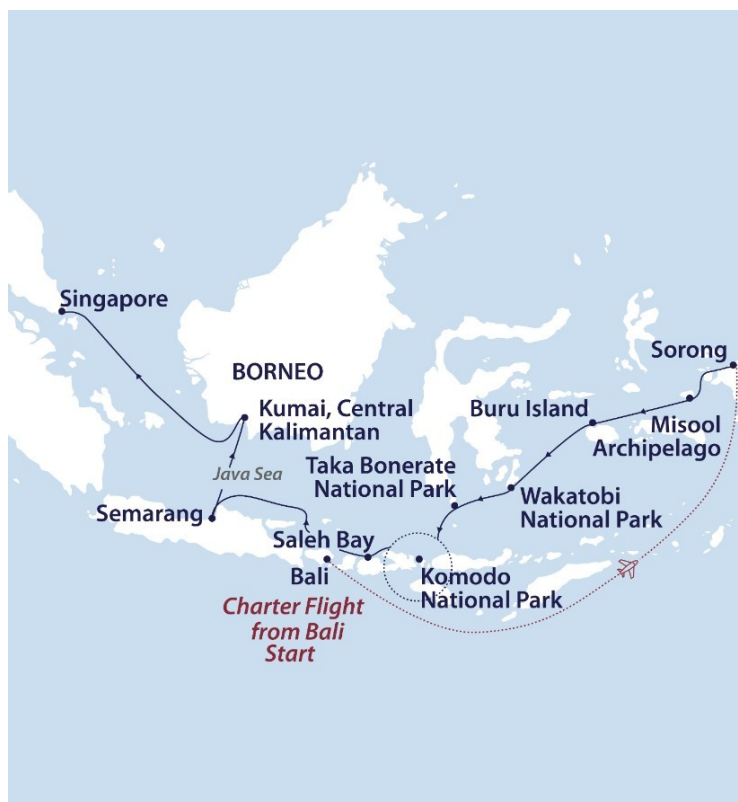 Singapore
BORNEO
Sorong
Kumai, Central
Kalimantan
Buru Island
Misool
Archipelago
Java Sea
Taka Bonerate
National Park
Wakatobi
National Park
Semarang
Saleh Bay
Bali
Komodo
National Park
Charter Flight
from Bali
Start